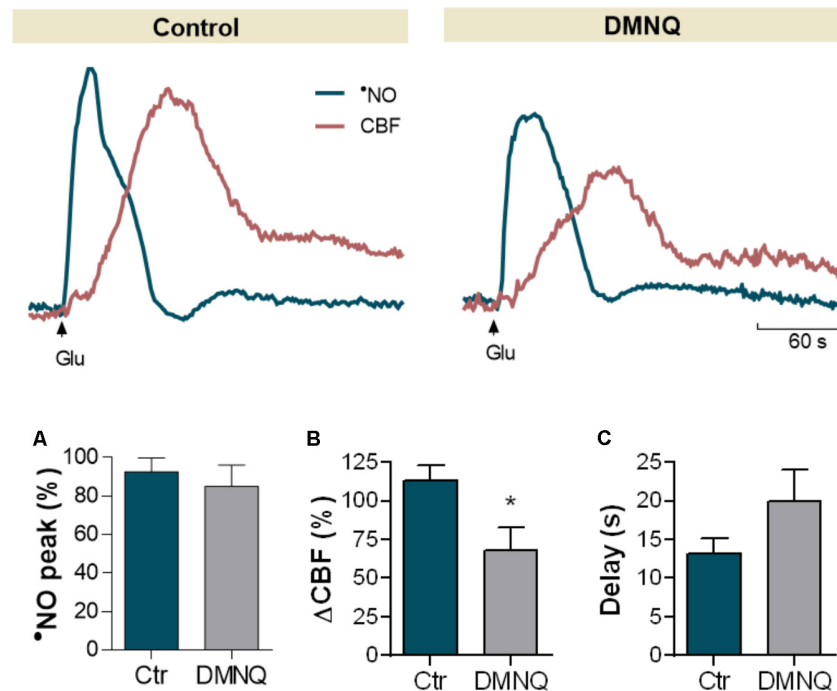 Control
DMNQ
•NO
CBF
Glu
Glu
60 s
A
•NO peak (%)
100
80
60
40
20
0
Ctr
DMNQ
B
ΔCBF (%)
125
100
75
50
25
0
*
Ctr
DMNQ
C
Delay (s)
25
20
15
10
5
0
Ctr
DMNQ